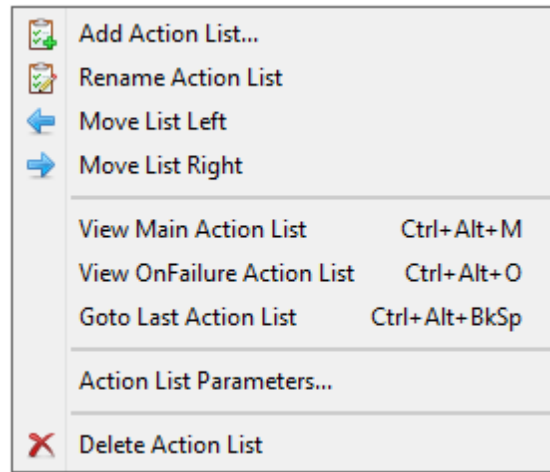 Add Action List...
Rename Action List
Move List Left
Move List Right
View Main Action List Ctrl+Alt+M
View OnFailure Action List Ctrl+Alt+O
Goto Last Action List Ctrl+Alt+BkSp
Action List Parameters...
Delete Action List